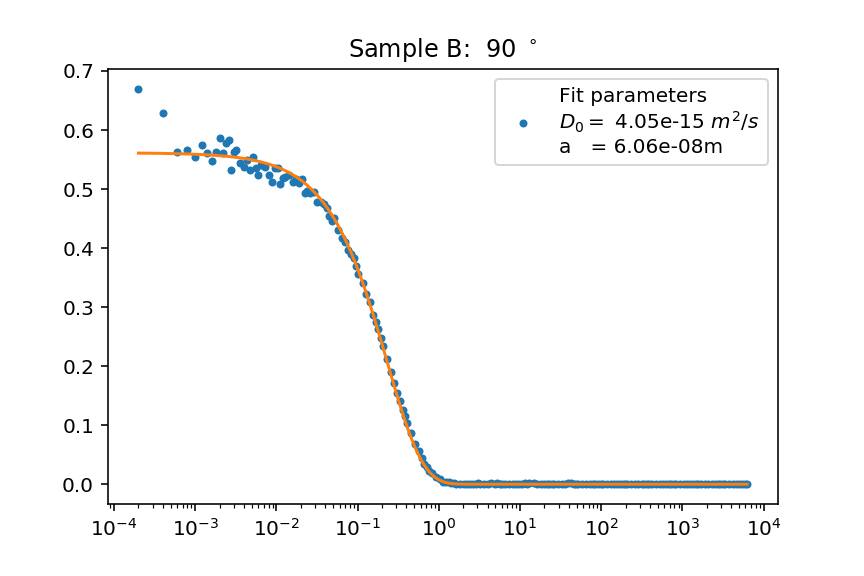 Sample B: 90 °
0.7
0.6
0.5
0.4
0.3
0.2
0.1
0.0
Fit parameters
D₀ = 4.05e-15 m²/s
a = 6.06e-08m
10⁻⁴ 10⁻³ 10⁻² 10⁻¹ 10⁰ 10¹ 10² 10³ 10⁴